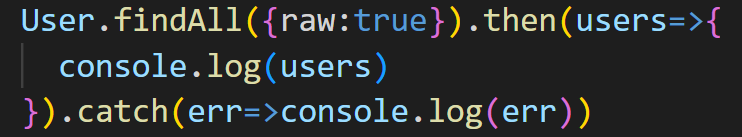 User.findAll({raw:true}).then(users=>{
  console.log(users)
}).catch(err=>console.log(err))